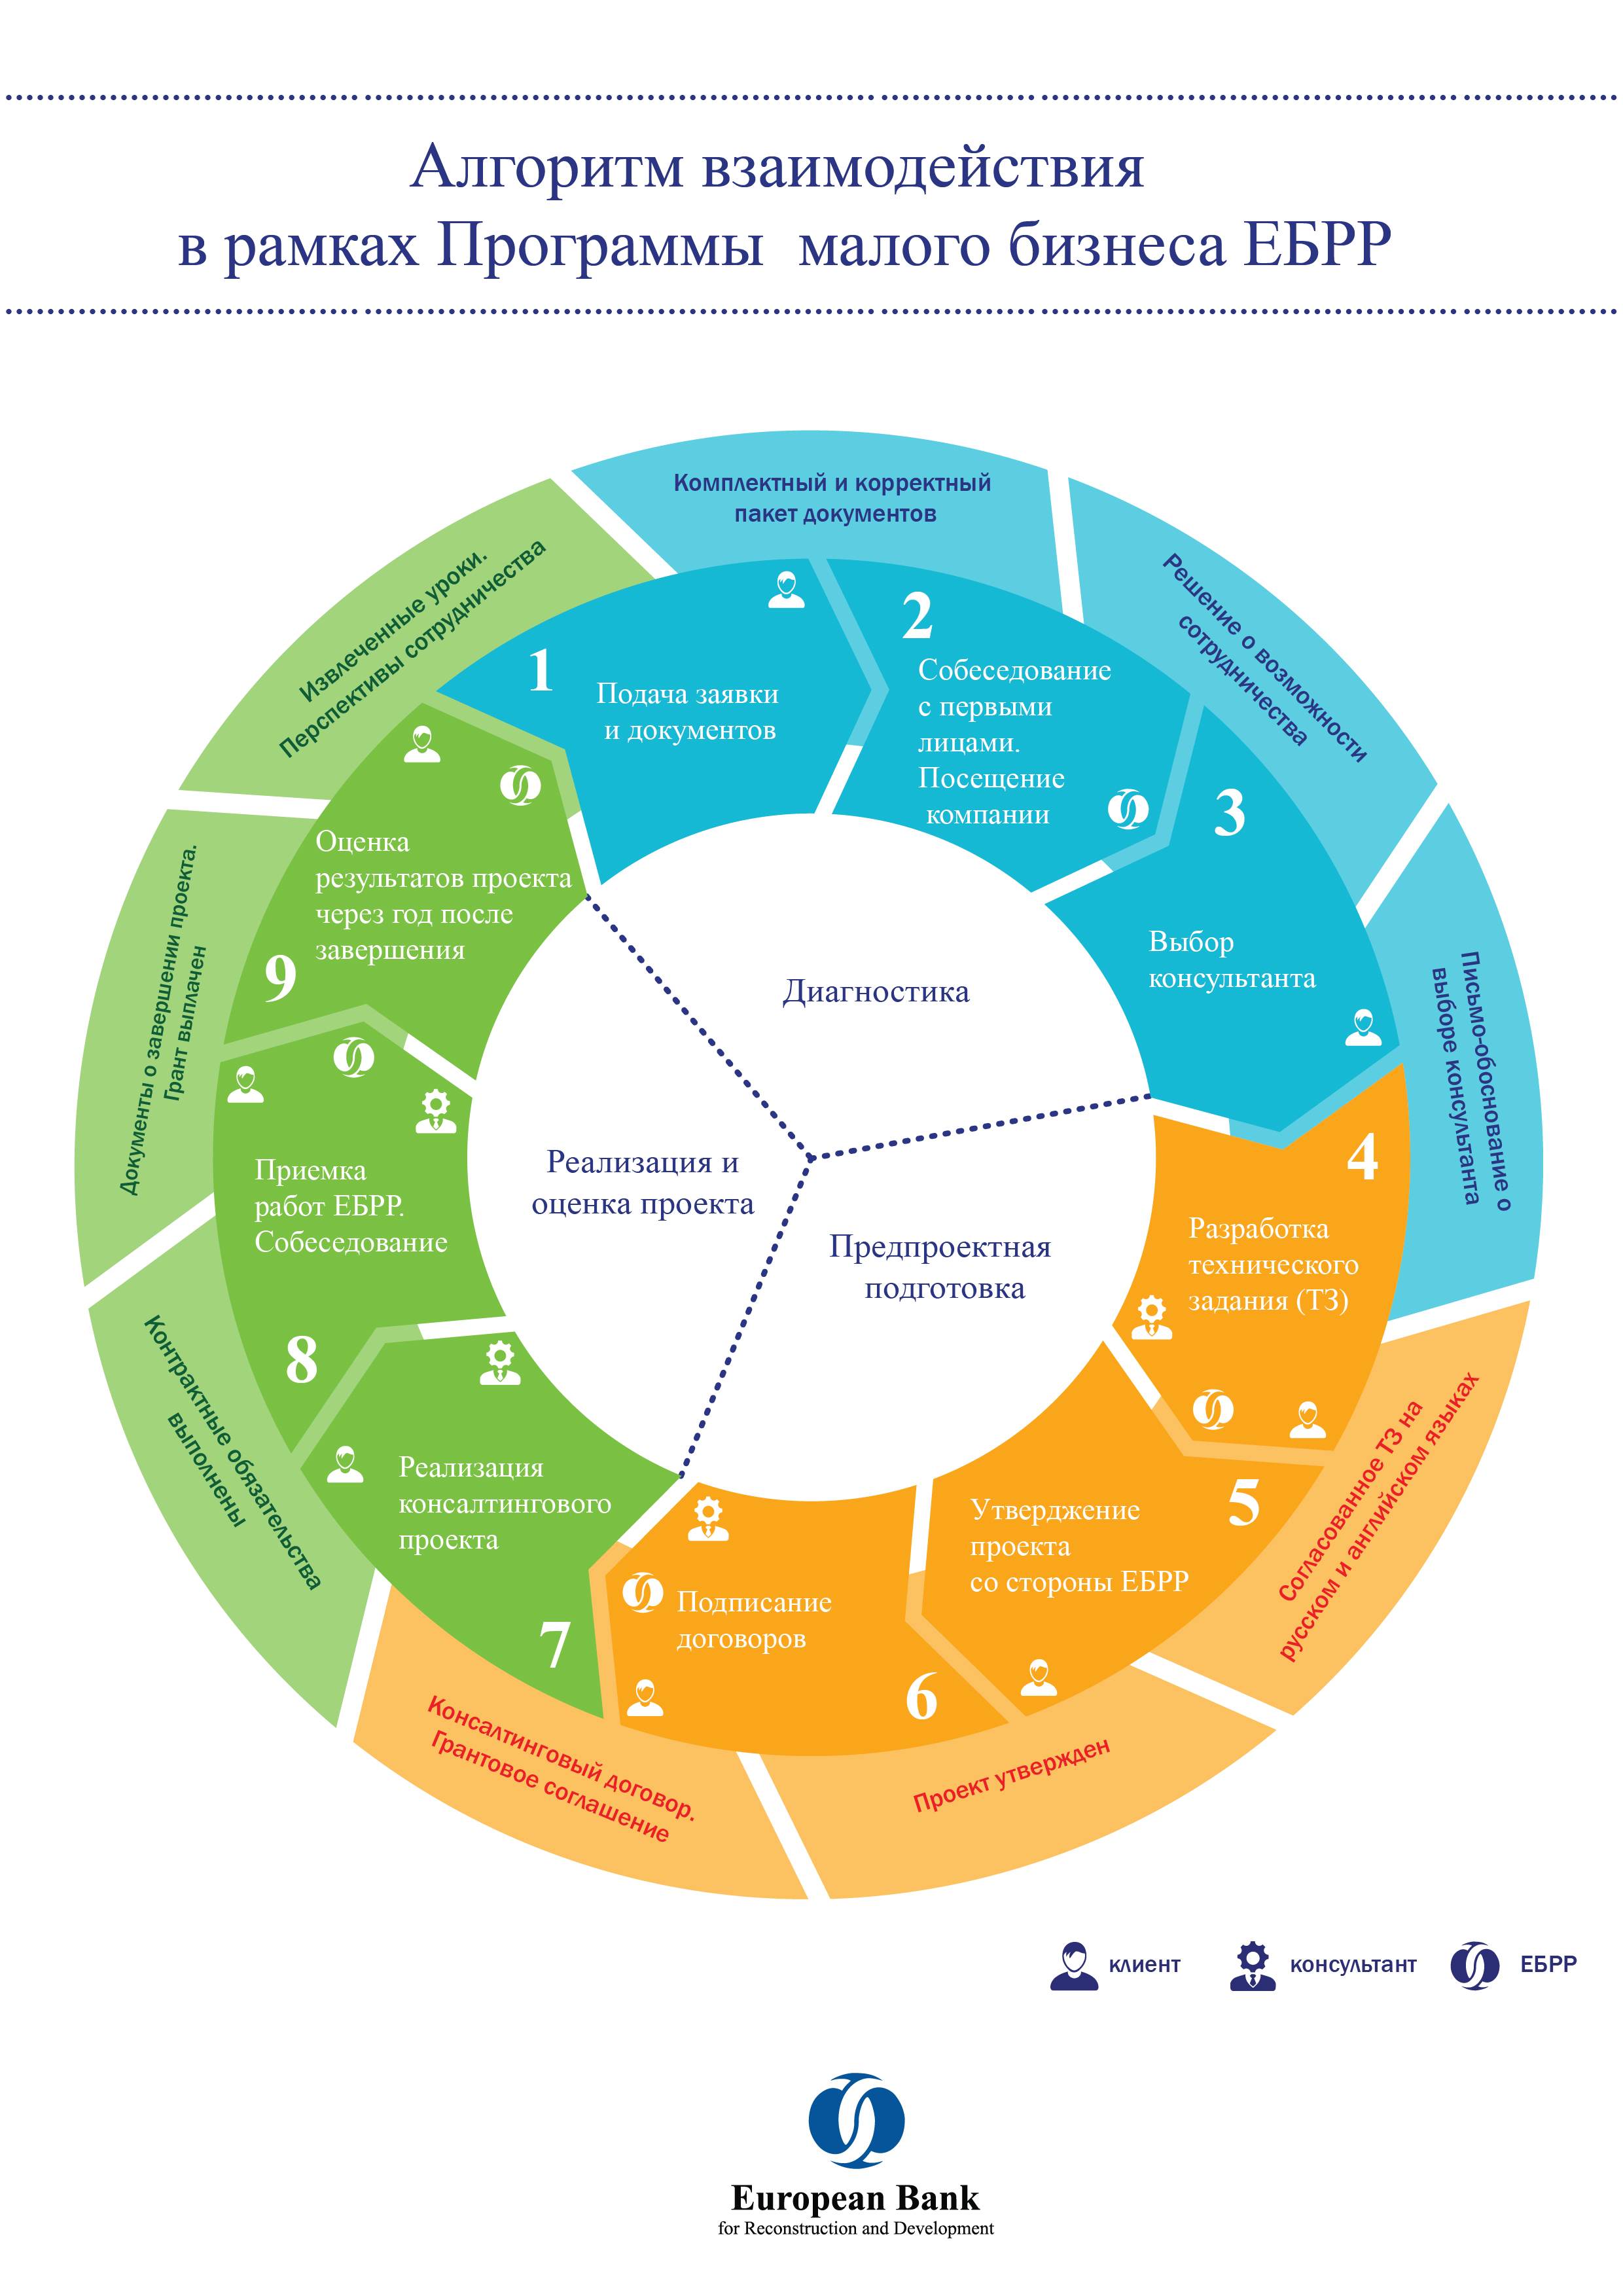 Алгоритм взаимодействия
в рамках Программы малого бизнеса ЕБРР
Комплектный и корректный
пакет документов
Решение о возможности
сотрудничества
Письмо-обоснование о
выборе консультанта
Согласованное ТЗ на
русском и английском языках
Проект утвержден
Консалтинговый договор.
Грантовое соглашение
Контрактные обязательства
выполнены
Документы о завершении проекта.
Грант выплачен
Извлеченные уроки.
Перспективы сотрудничества
1
Подача заявки
и документов
2
Собеседование
с первыми
лицами.
Посещение
компании
3
Выбор
консультанта
4
Разработка
технического
задания (ТЗ)
5
Утверджение
проекта
со стороны ЕБРР
6
Подписание
договоров
7
Реализация
консалтингового
проекта
8
Приемка
работ ЕБРР.
Собеседование
9
Оценка
результатов проекта
через год после
завершения
Диагностика
Предпроектная
подготовка
Реализация и
оценка проекта
клиент
консультант
ЕБРР
European Bank
for Reconstruction and Development